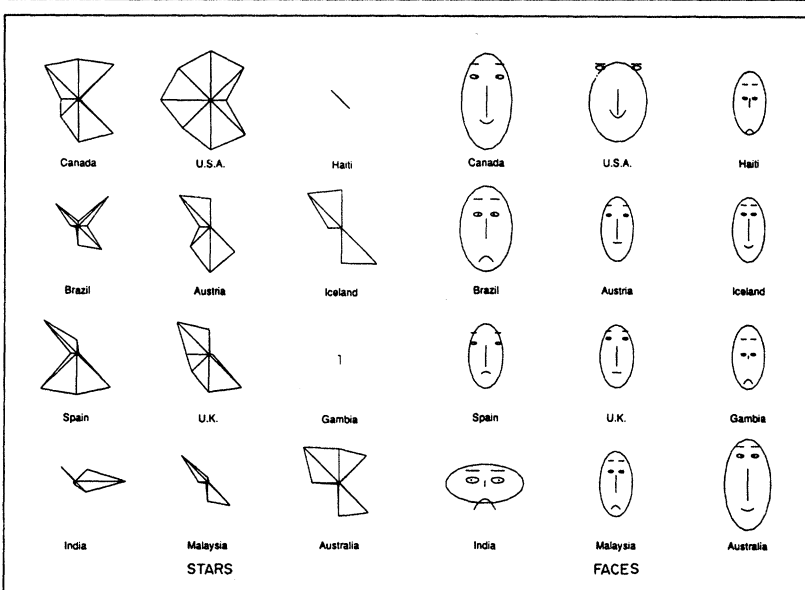 Canada U.S.A. Haiti Canada U.S.A. Haiti
Brazil Austria Iceland Brazil Austria Iceland
Spain U.K. Gambia Spain U.K. Gambia
India Malaysia Australia India Malaysia Australia
STARS FACES